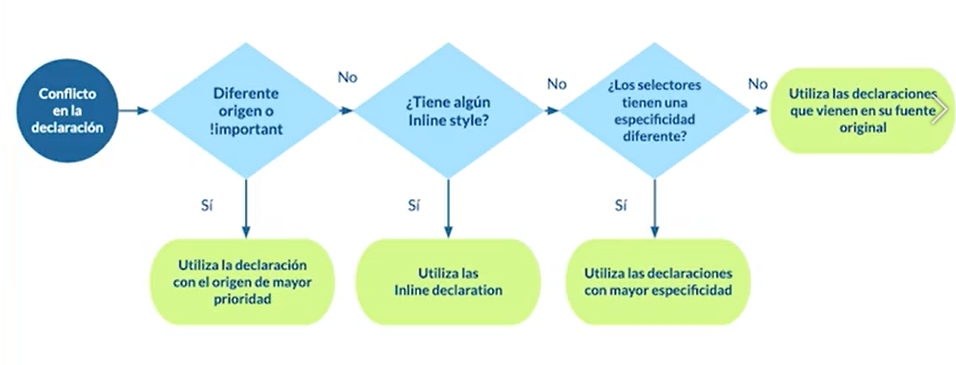 Conflicto
en la
declaración
Diferente
origen o
!important
No
¿Tiene algún
Inline style?
No
¿Los selectores
tienen una
especificidad
diferente?
No
Utiliza las declaraciones
que vienen en su fuente
original
Sí
Sí
Sí
Utiliza la declaración
con el origen de mayor
prioridad
Utiliza las
Inline declaration
Utiliza las declaraciones
con mayor especificidad